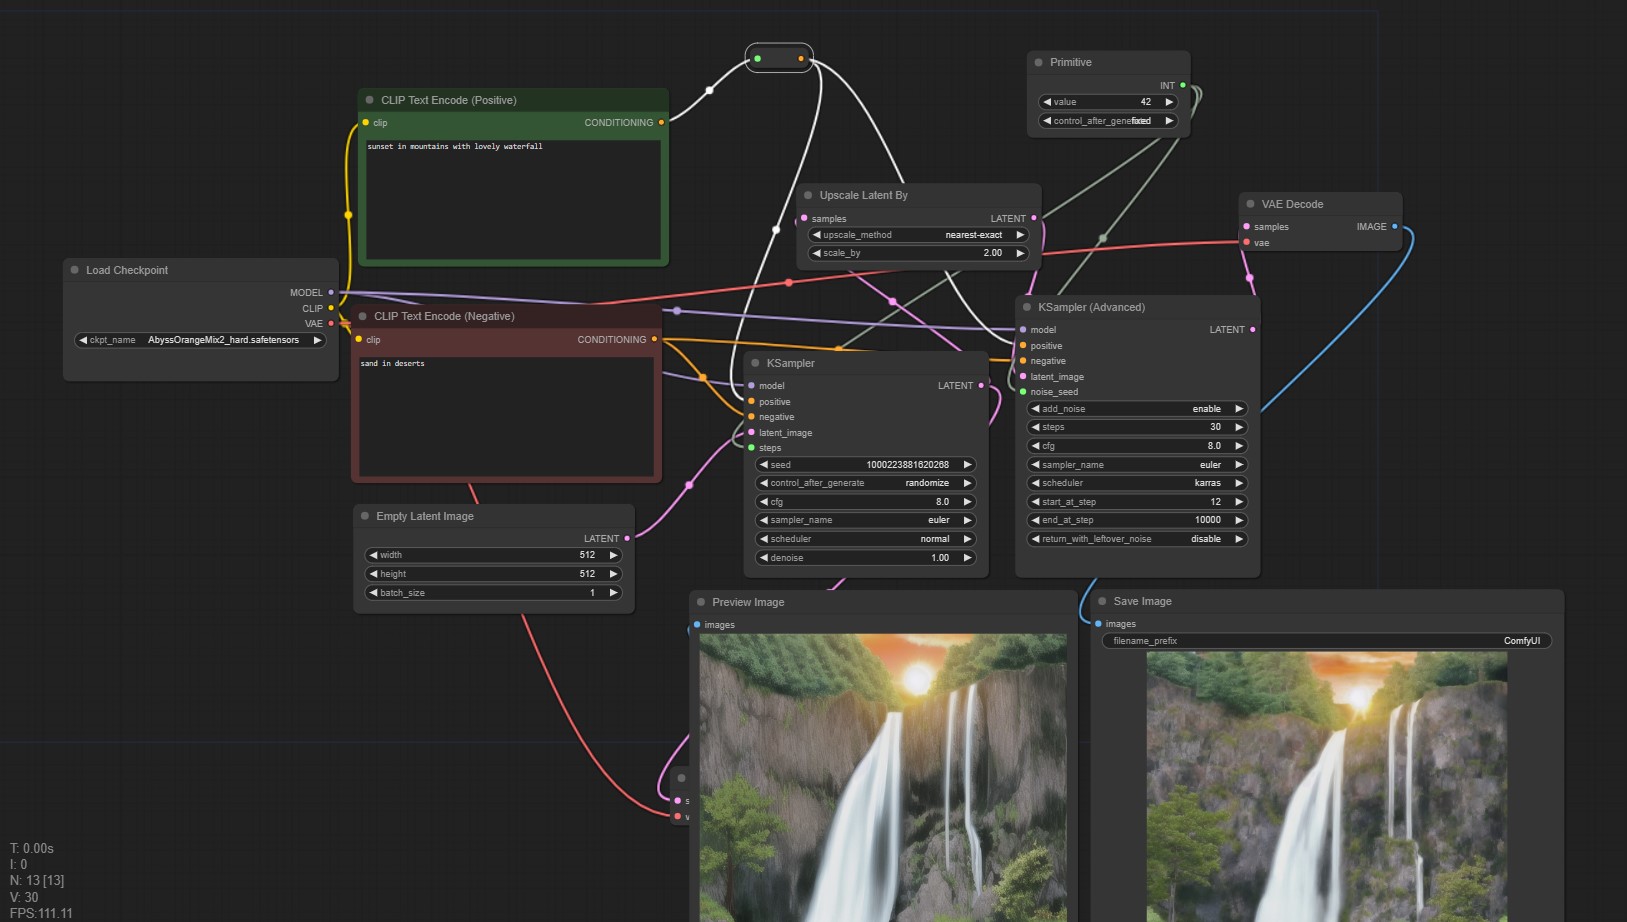 CLIP Text Encode (Positive)
clip
CONDITIONING
sunset in mountains with lovely waterfall
Primitive
INT
value
42
control_after_generate
fixed
Upscale Latent By
samples
LATENT
upscale_method
nearest-exact
scale_by
2.00
VAE Decode
samples
IMAGE
vae
Load Checkpoint
MODEL
CLIP
VAE
ckpt_name
AbyssOrangeMix2_hard.safetensors
CLIP Text Encode (Negative)
clip
CONDITIONING
sand in deserts
KSampler
model
LATENT
positive
negative
latent_image
steps
seed
1000223881620268
control_after_generate
randomize
cfg
8.0
sampler_name
euler
scheduler
normal
denoise
1.00
KSampler (Advanced)
model
LATENT
positive
negative
latent_image
noise_seed
add_noise
enable
steps
30
cfg
8.0
sampler_name
euler
scheduler
karras
start_at_step
12
end_at_step
10000
return_with_leftover_noise
disable
Empty Latent Image
LATENT
width
512
height
512
batch_size
1
Preview Image
images
Save Image
images
filename_prefix
ComfyUI
s
v
T: 0.00s
I: 0
N: 13 [13]
V: 30
FPS:111.11